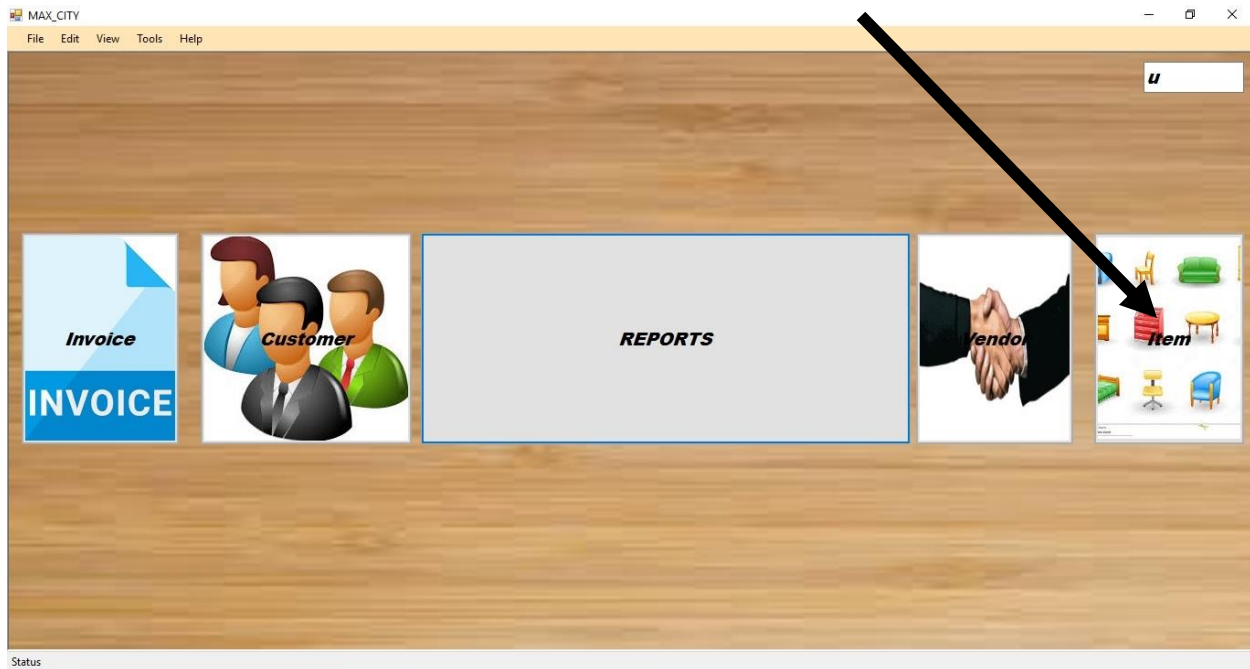 MAX_CITY
File Edit View Tools Help
u
Invoice
INVOICE
Customer
REPORTS
Vendor
Item
Status